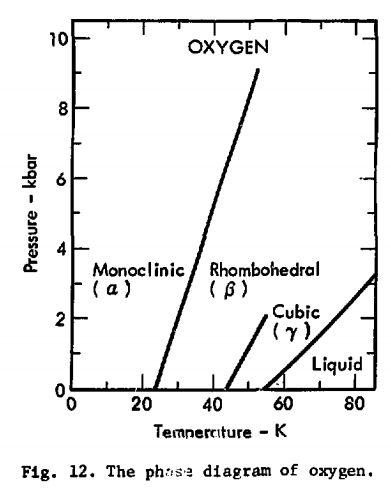 OXYGEN
10
8
6
4
2
0
Pressure – kbar
Monoclinic
(α)
Rhombohedral
(β)
Cubic
(γ)
Liquid
0 20 40 60 80
Temperature – K
Fig. 12. The phase diagram of oxygen.